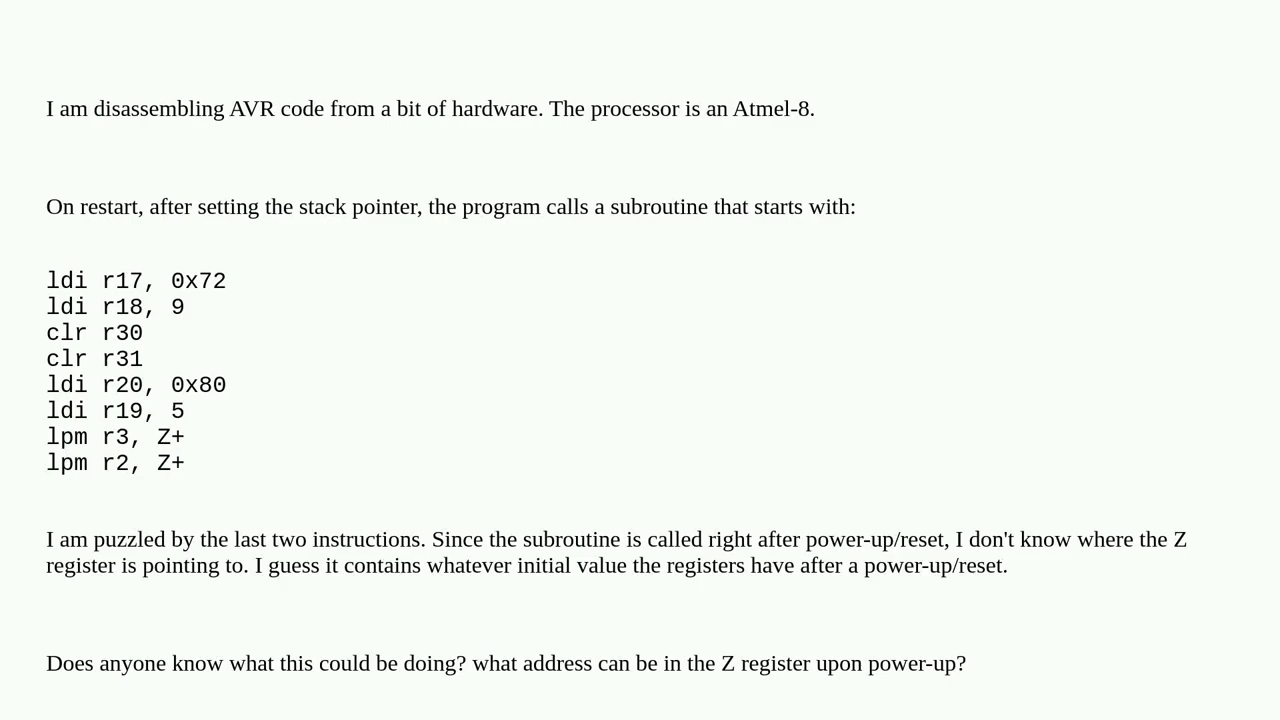 I am disassembling AVR code from a bit of hardware. The processor is an Atmel-8.
On restart, after setting the stack pointer, the program calls a subroutine that starts with:
ldi r17, 0x72
ldi r18, 9
clr r30
clr r31
ldi r20, 0x80
ldi r19, 5
lpm r3, Z+
lpm r2, Z+
I am puzzled by the last two instructions. Since the subroutine is called right after power-up/reset, I don't know where the Z
register is pointing to. I guess it contains whatever initial value the registers have after a power-up/reset.
Does anyone know what this could be doing? what address can be in the Z register upon power-up?